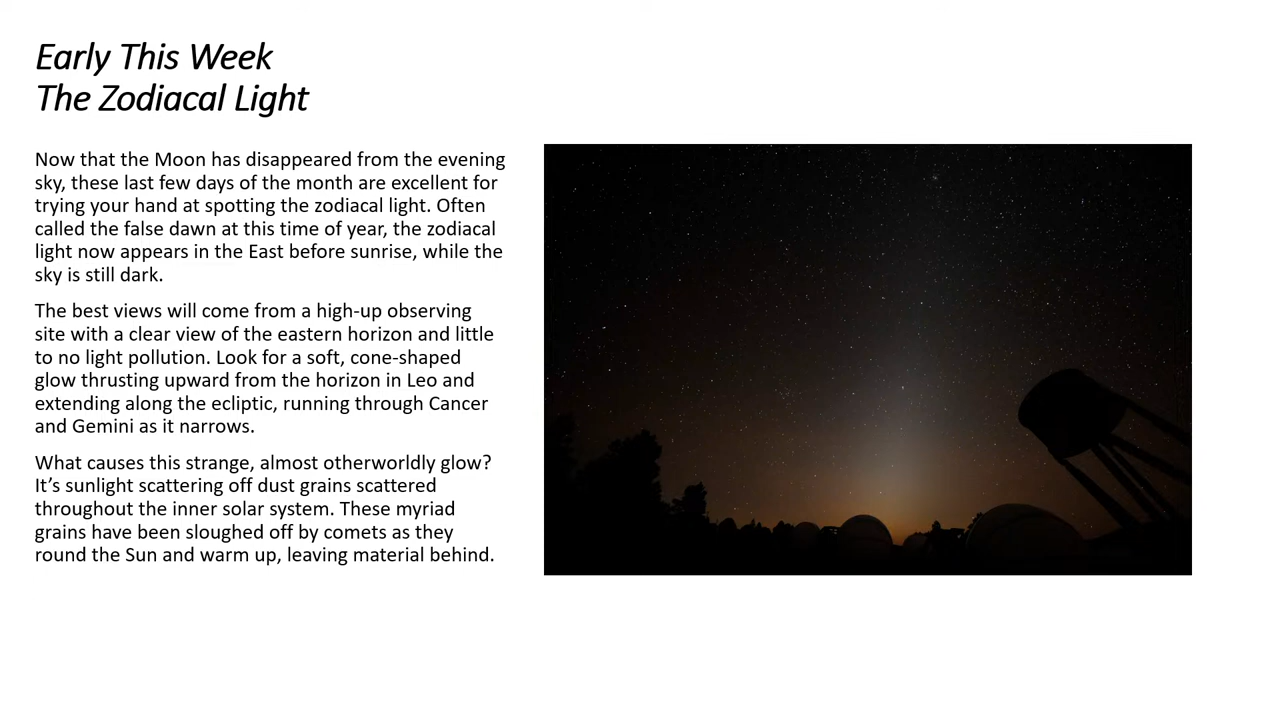 Early This Week
The Zodiacal Light
Now that the Moon has disappeared from the evening
sky, these last few days of the month are excellent for
trying your hand at spotting the zodiacal light. Often
called the false dawn at this time of year, the zodiacal
light now appears in the East before sunrise, while the
sky is still dark.
The best views will come from a high-up observing
site with a clear view of the eastern horizon and little
to no light pollution. Look for a soft, cone-shaped
glow thrusting upward from the horizon in Leo and
extending along the ecliptic, running through Cancer
and Gemini as it narrows.
What causes this strange, almost otherworldly glow?
It’s sunlight scattering off dust grains scattered
throughout the inner solar system. These myriad
grains have been sloughed off by comets as they
round the Sun and warm up, leaving material behind.